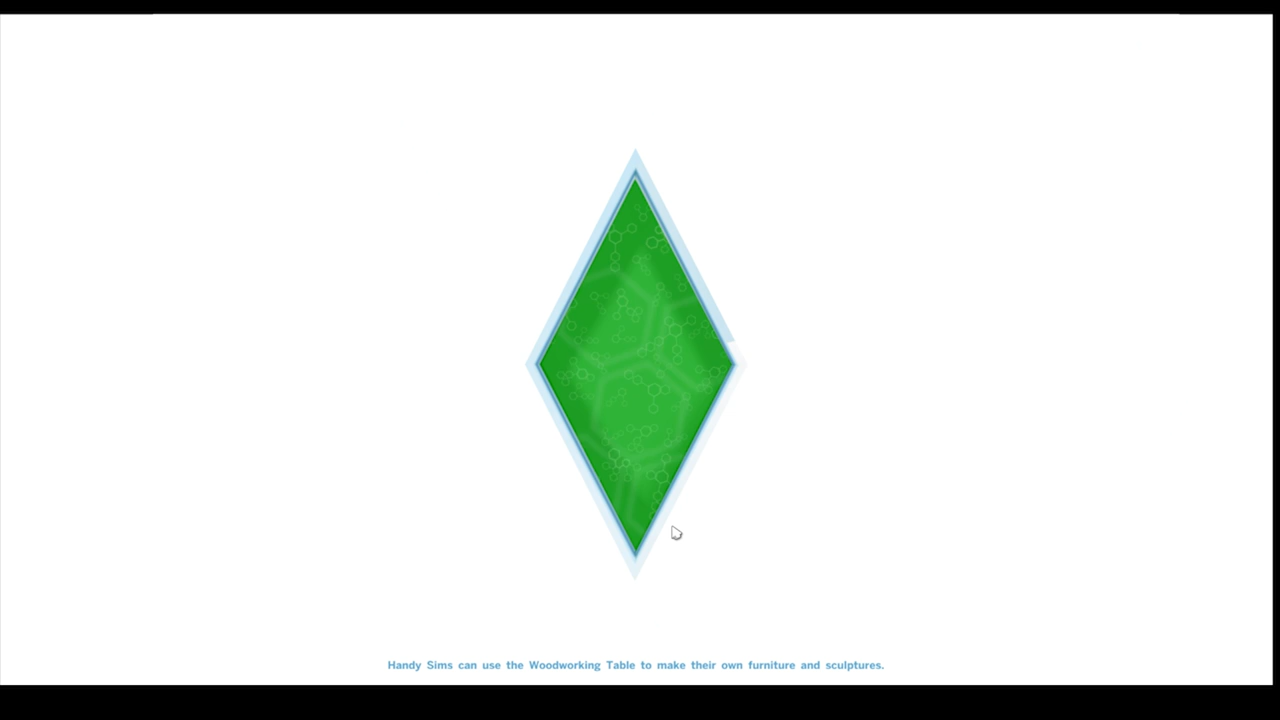 Handy Sims can use the Woodworking Table to make their own furniture and sculptures.